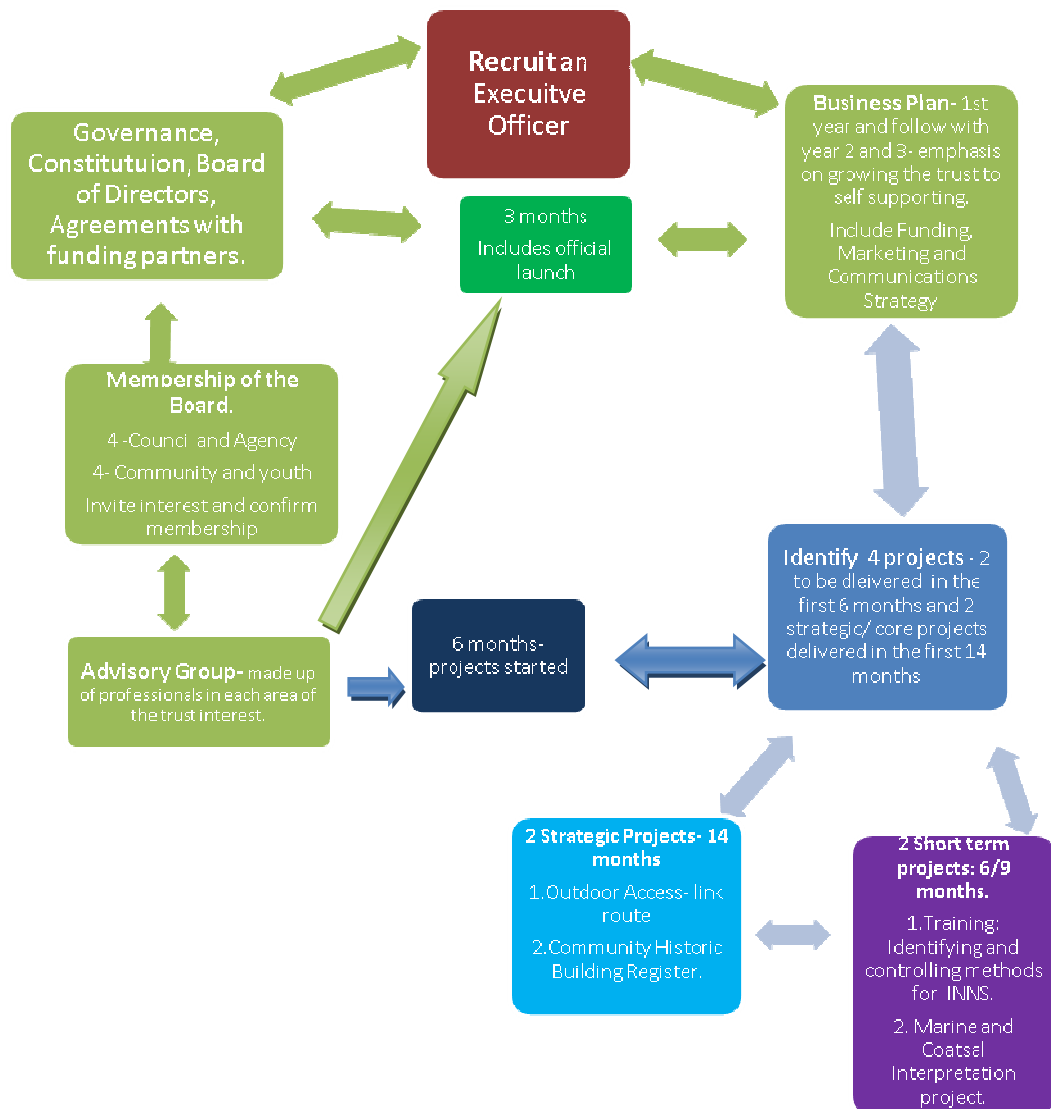 Recruit an
Execuitve
Officer
Governance,
Constitutuion, Board
of Directors,
Agreements with
funding partners.
Business Plan- 1st
year and follow with
year 2 and 3- emphasis
on growing the trust to
self supporting.
Include Funding,
Marketing and
Communications
Strategy
3 months
Includes official
launch
Membership of the
Board.
4 -Council and Agency
4- Community and youth
Invite interest and confirm
membership
Identify 4 projects - 2
to be dleivered in the
first 6 months and 2
strategic/ core projects
delivered in the first 14
months
6 months-
projects started
Advisory Group- made up
of professionals in each area of
the trust interest.
2 Strategic Projects- 14
months
1.Outdoor Access- link
route
2.Community Historic
Building Register.
2 Short term
projects: 6/9
months.
1.Training:
Identifying and
controlling methods
for INNS.
2. Marine and
Coatsal
Interpretation
project.